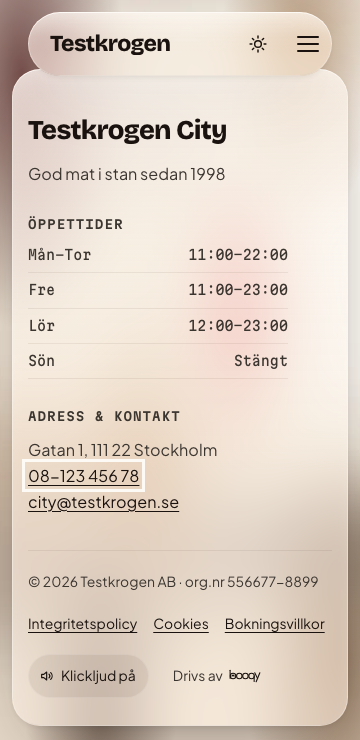 Testkrogen
Testkrogen City
God mat i stan sedan 1998
ÖPPETTIDER
Mån–Tor 11:00–22:00
Fre 11:00–23:00
Lör 12:00–23:00
Sön Stängt
ADRESS & KONTAKT
Gatan 1, 111 22 Stockholm
08-123 456 78
city@testkrogen.se
© 2026 Testkrogen AB · org.nr 556677-8899
Integritetspolicy Cookies Bokningsvillkor
Klickljud på Drivs av booqy